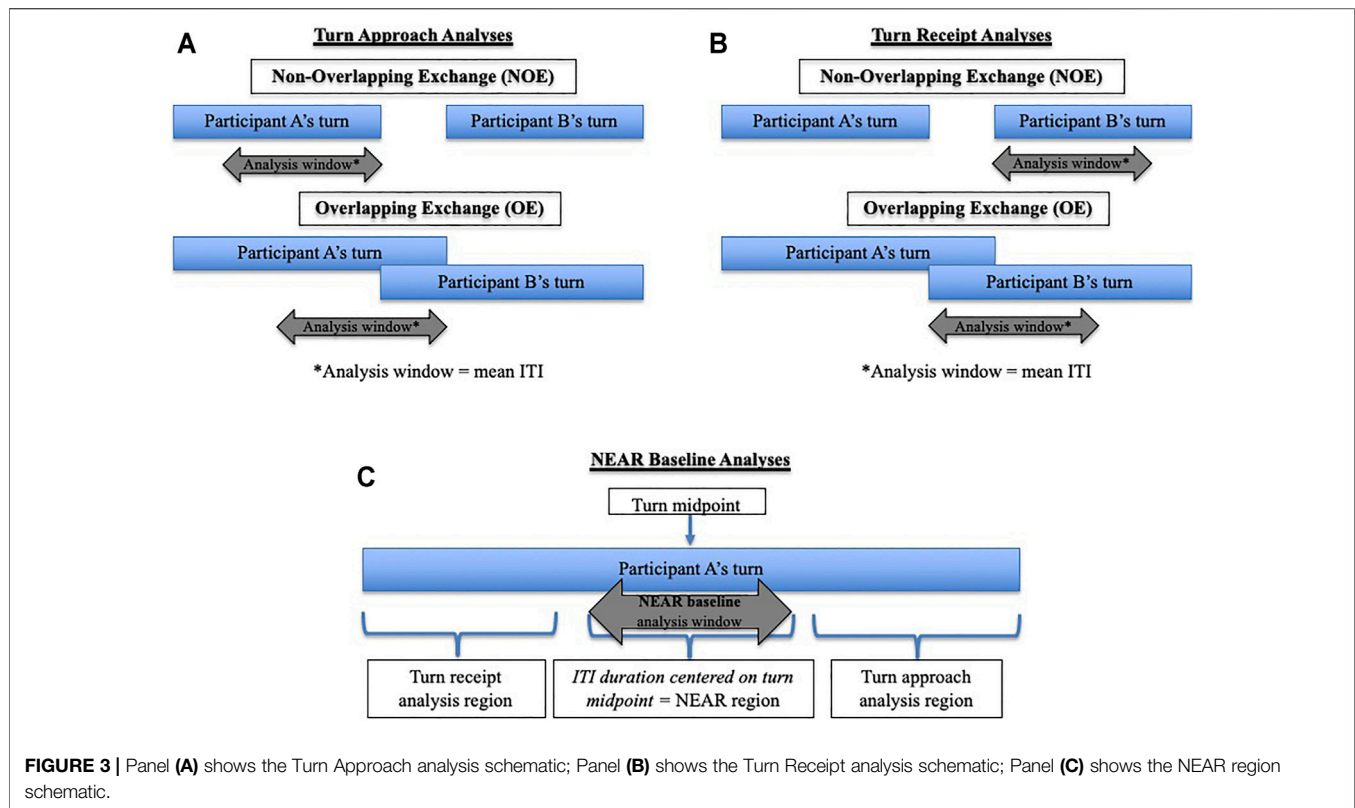 A
Turn Approach Analyses
Non-Overlapping Exchange (NOE)
Participant A's turn
Participant B's turn
Analysis window*
Overlapping Exchange (OE)
Participant A's turn
Participant B's turn
Analysis window*
*Analysis window = mean ITI
B
Turn Receipt Analyses
Non-Overlapping Exchange (NOE)
Participant A's turn
Participant B's turn
Analysis window*
Overlapping Exchange (OE)
Participant A's turn
Participant B's turn
Analysis window*
*Analysis window = mean ITI
C
NEAR Baseline Analyses
Turn midpoint
Participant A's turn
NEAR baseline
analysis window
Turn receipt
analysis region
ITI duration centered on turn
midpoint = NEAR region
Turn approach
analysis region
FIGURE 3 | Panel (A) shows the Turn Approach analysis schematic; Panel (B) shows the Turn Receipt analysis schematic; Panel (C) shows the NEAR region
schematic.